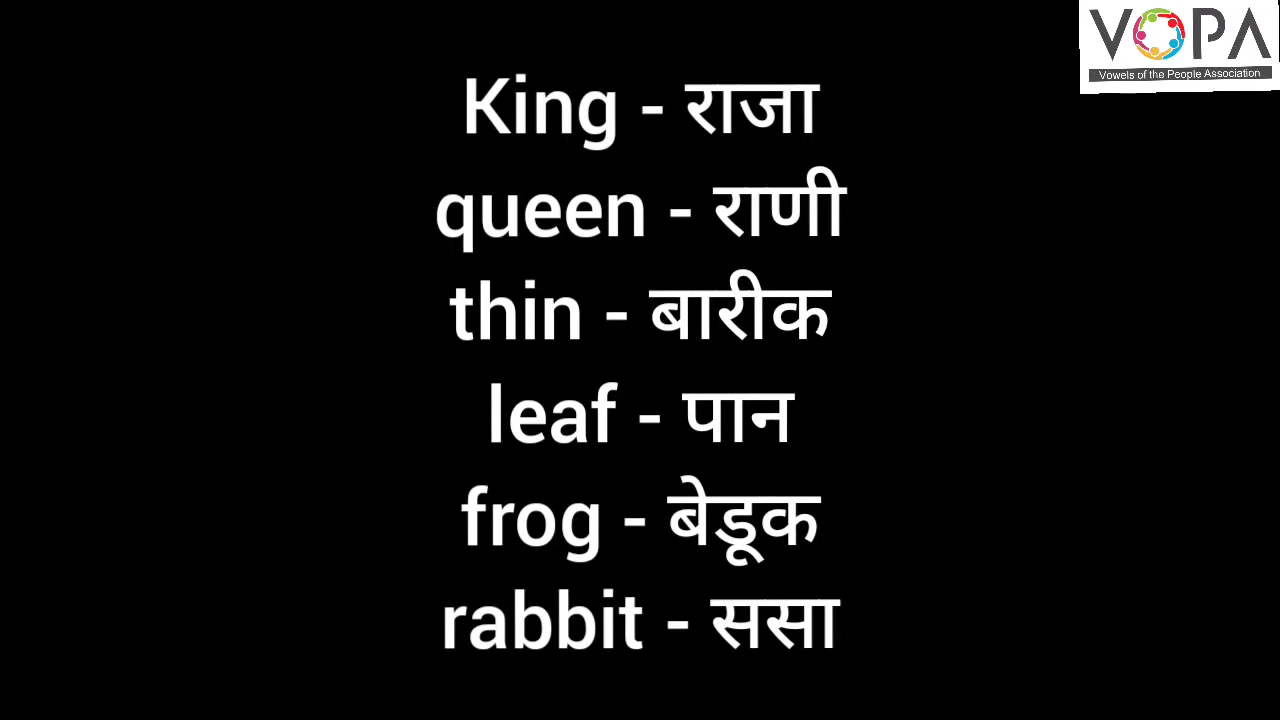 VOPA
Vowels of the People Association
King - राजा
queen - राणी
thin - बारीक
leaf - पान
frog - बेडूक
rabbit - ससा